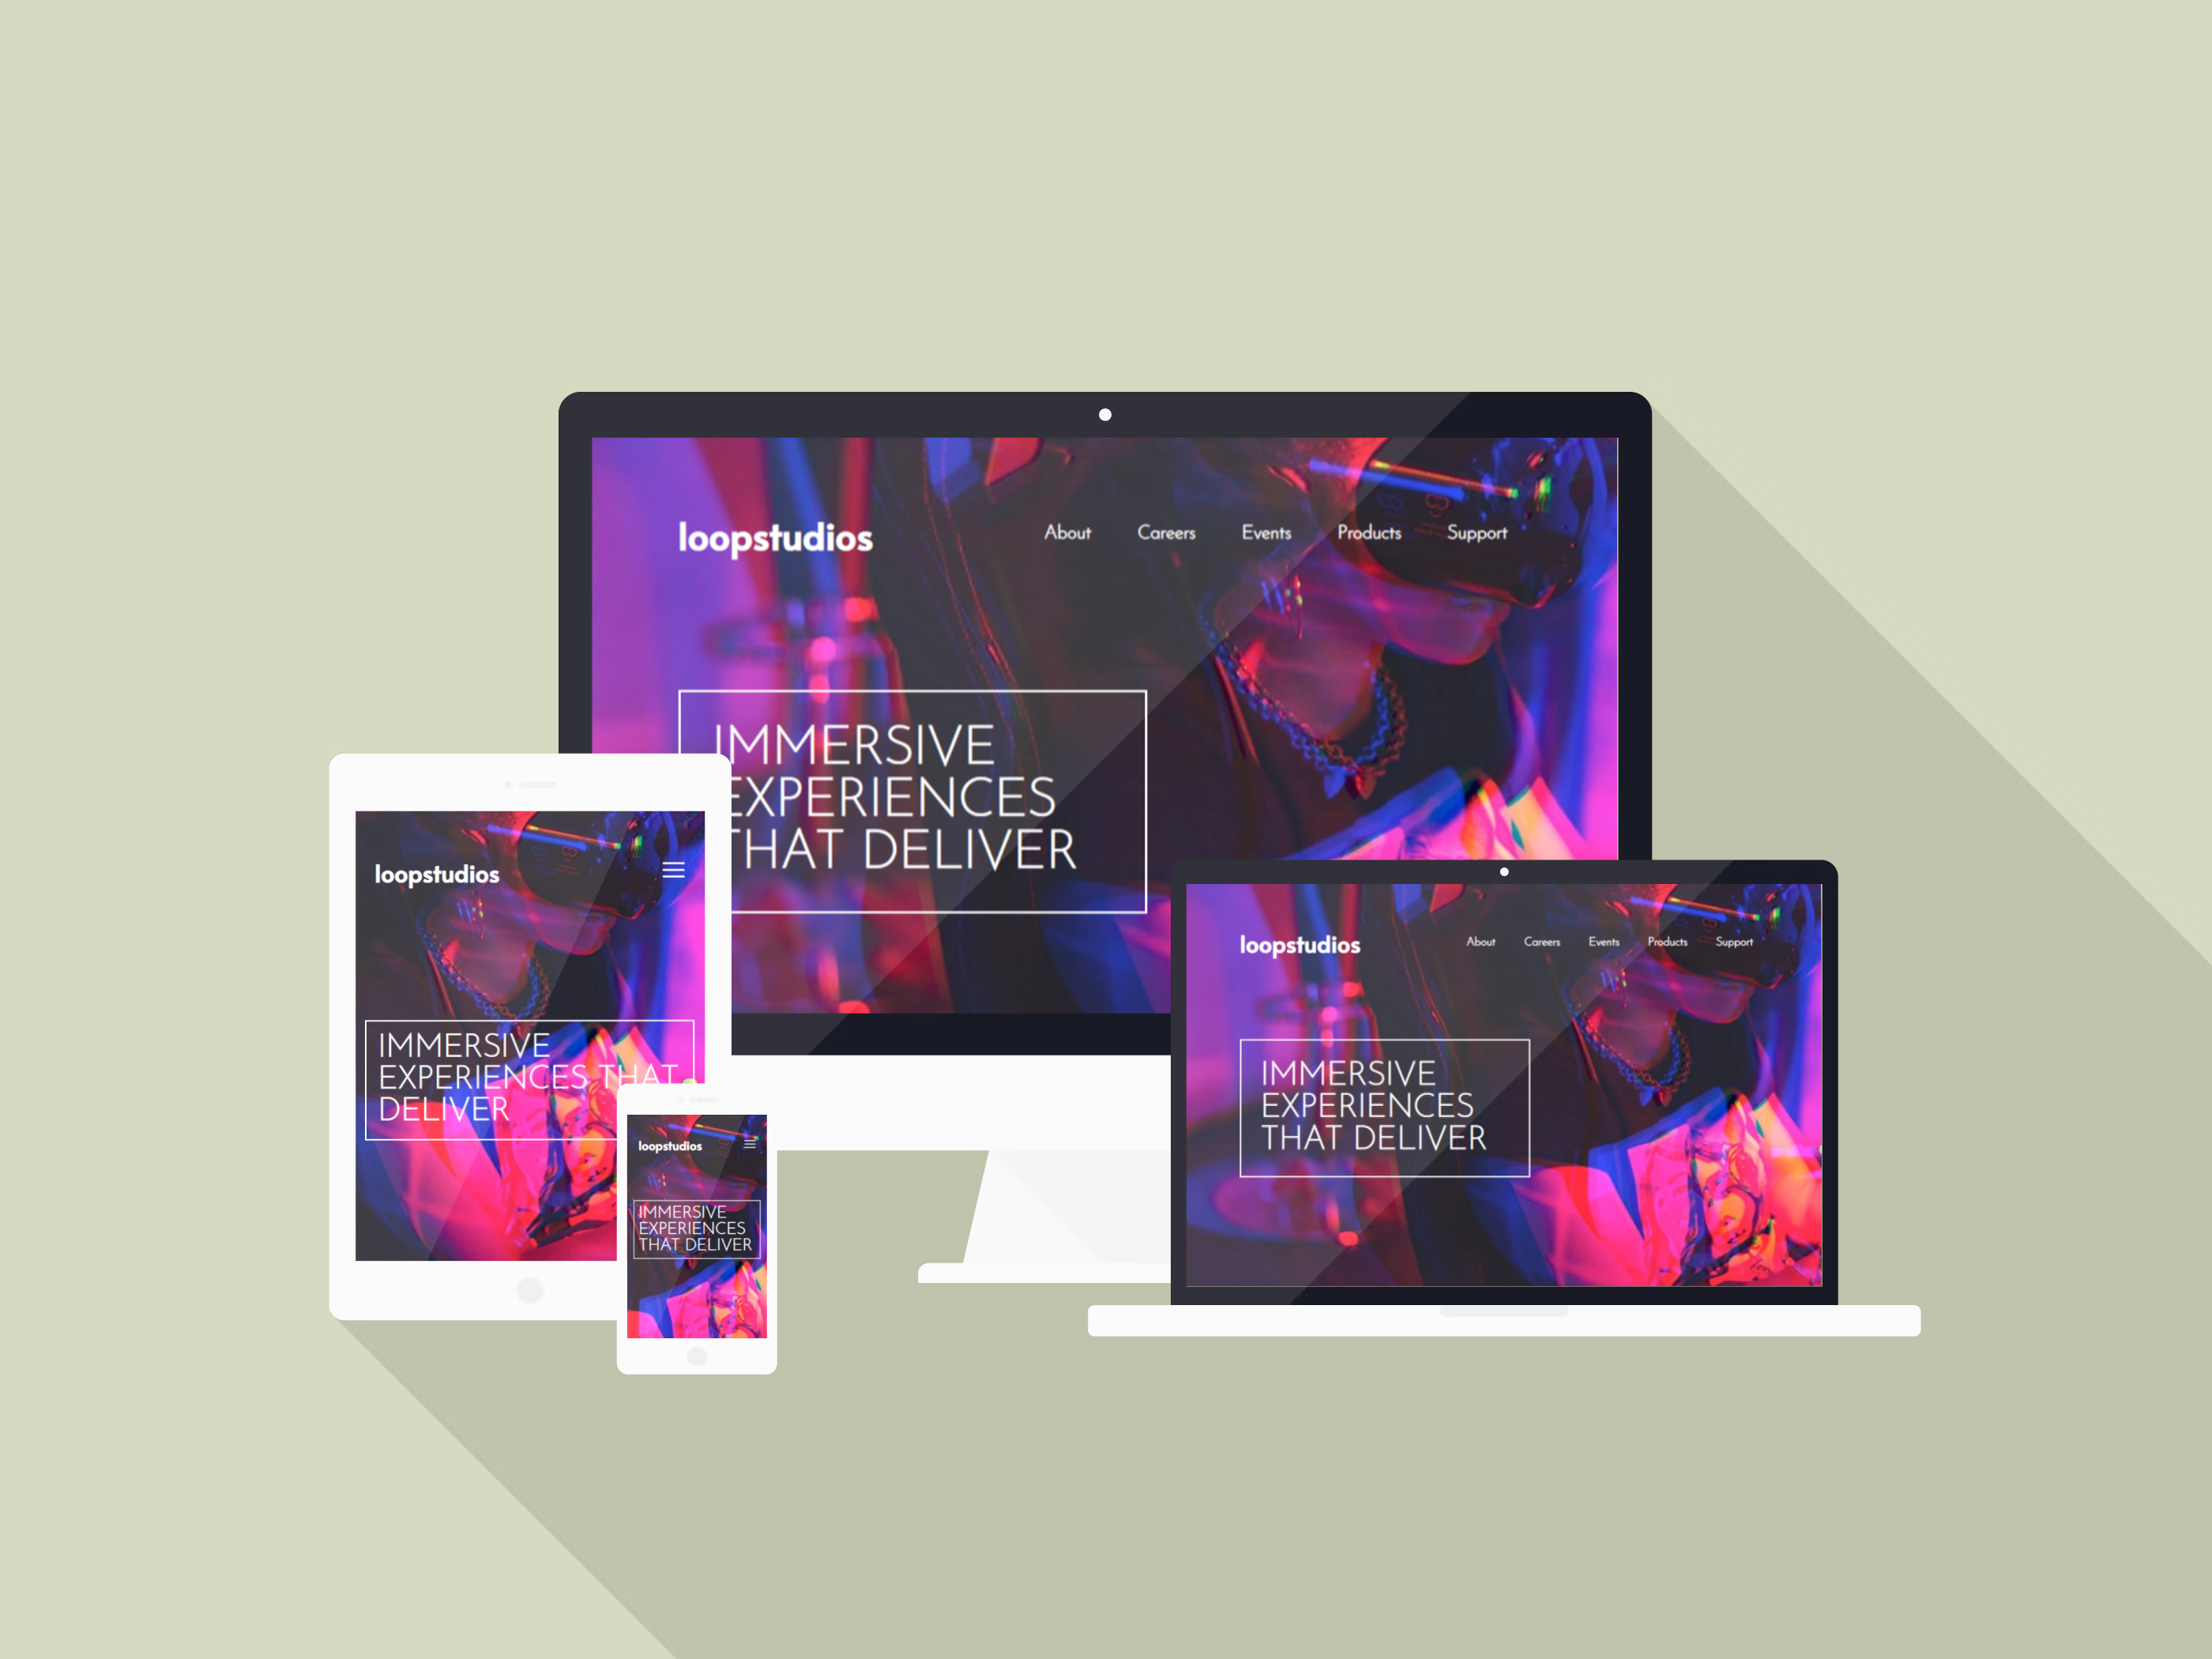 loopstudios
About Careers Events Products Support
IMMERSIVE
EXPERIENCES
THAT DELIVER
loopstudios
IMMERSIVE
EXPERIENCES THAT
DELIVER
loopstudios
IMMERSIVE
EXPERIENCES
THAT DELIVER
loopstudios
About Careers Events Products Support
IMMERSIVE
EXPERIENCES
THAT DELIVER